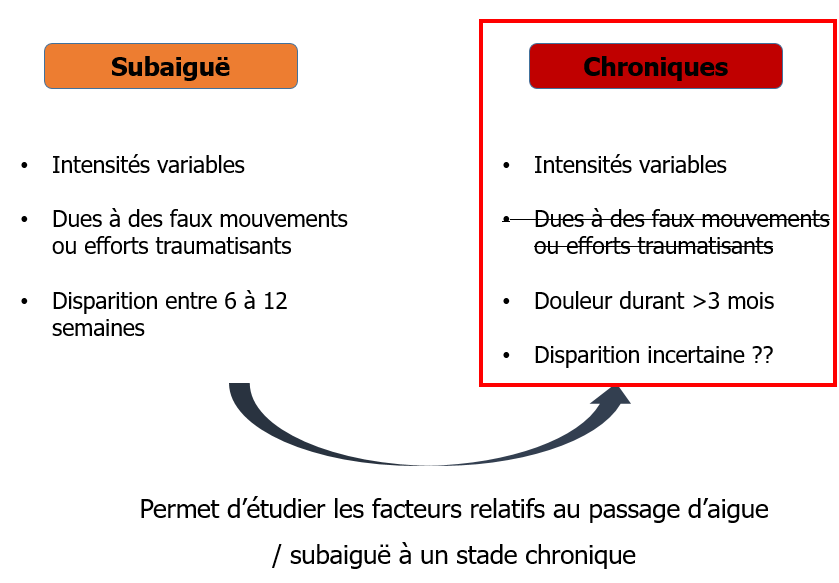 Subaiguë
• Intensités variables
• Dues à des faux mouvements
ou efforts traumatisants
• Disparition entre 6 à 12
semaines
Chroniques
• Intensités variables
• Dues à des faux mouvements
ou efforts traumatisants
• Douleur durant >3 mois
• Disparition incertaine ??
Permet d’étudier les facteurs relatifs au passage d’aigue
/ subaiguë à un stade chronique